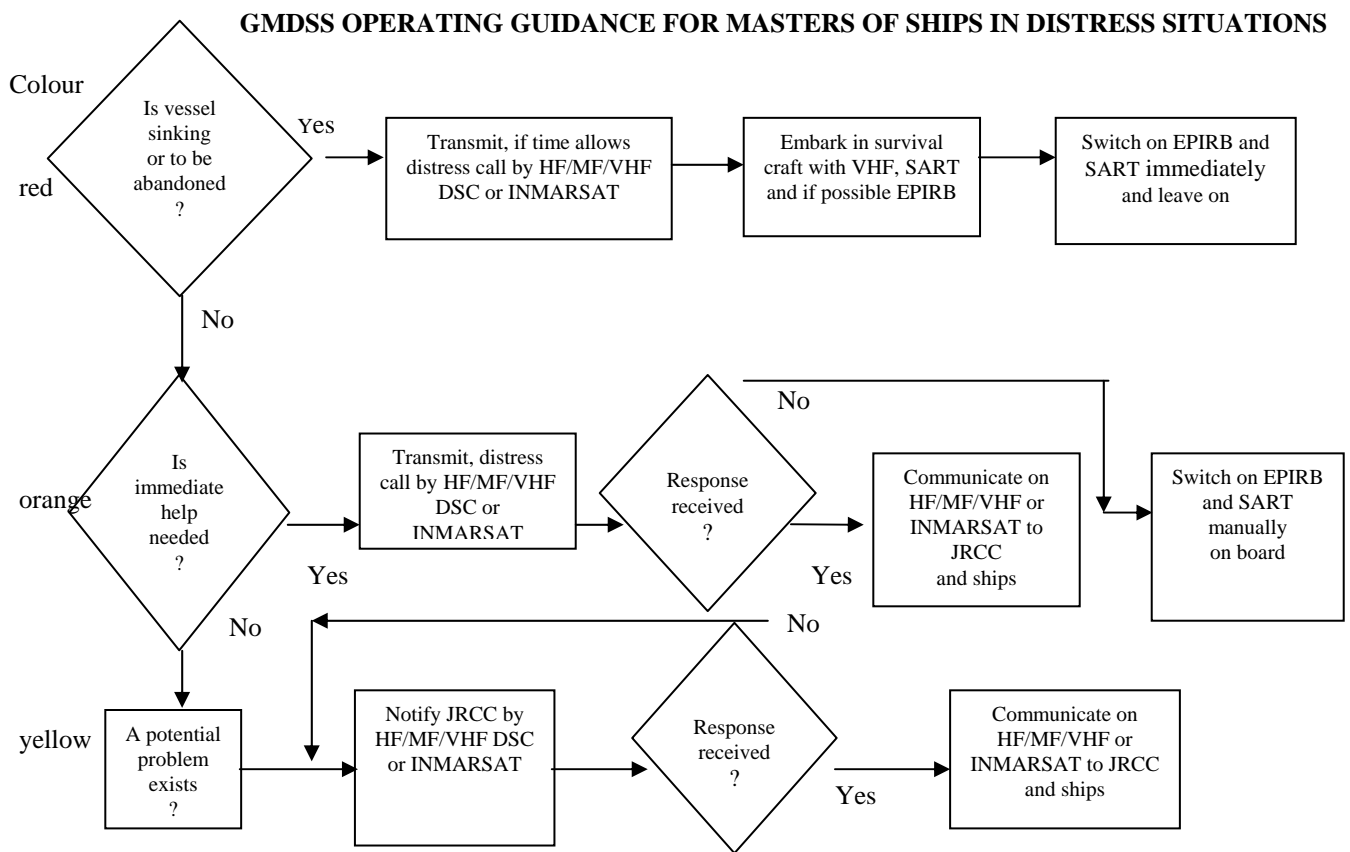 GMDSS OPERATING GUIDANCE FOR MASTERS OF SHIPS IN DISTRESS SITUATIONS
Colour
red
Is vessel
sinking
or to be
abandoned
?
Yes
Transmit, if time allows
distress call by HF/MF/VHF
DSC or INMARSAT
Embark in survival
craft with VHF, SART
and if possible EPIRB
Switch on EPIRB and
SART immediately
and leave on
No
orange
Is
immediate
help
needed
?
Yes
Transmit, distress
call by HF/MF/VHF
DSC or
INMARSAT
Response
received
?
No
Yes
Communicate on
HF/MF/VHF or
INMARSAT to
JRCC
and ships
Switch on EPIRB
and SART
manually
on board
No
yellow
A potential
problem
exists
?
Notify JRCC by
HF/MF/VHF DSC
or INMARSAT
Response
received
?
No
Yes
Communicate on
HF/MF/VHF or
INMARSAT to JRCC
and ships